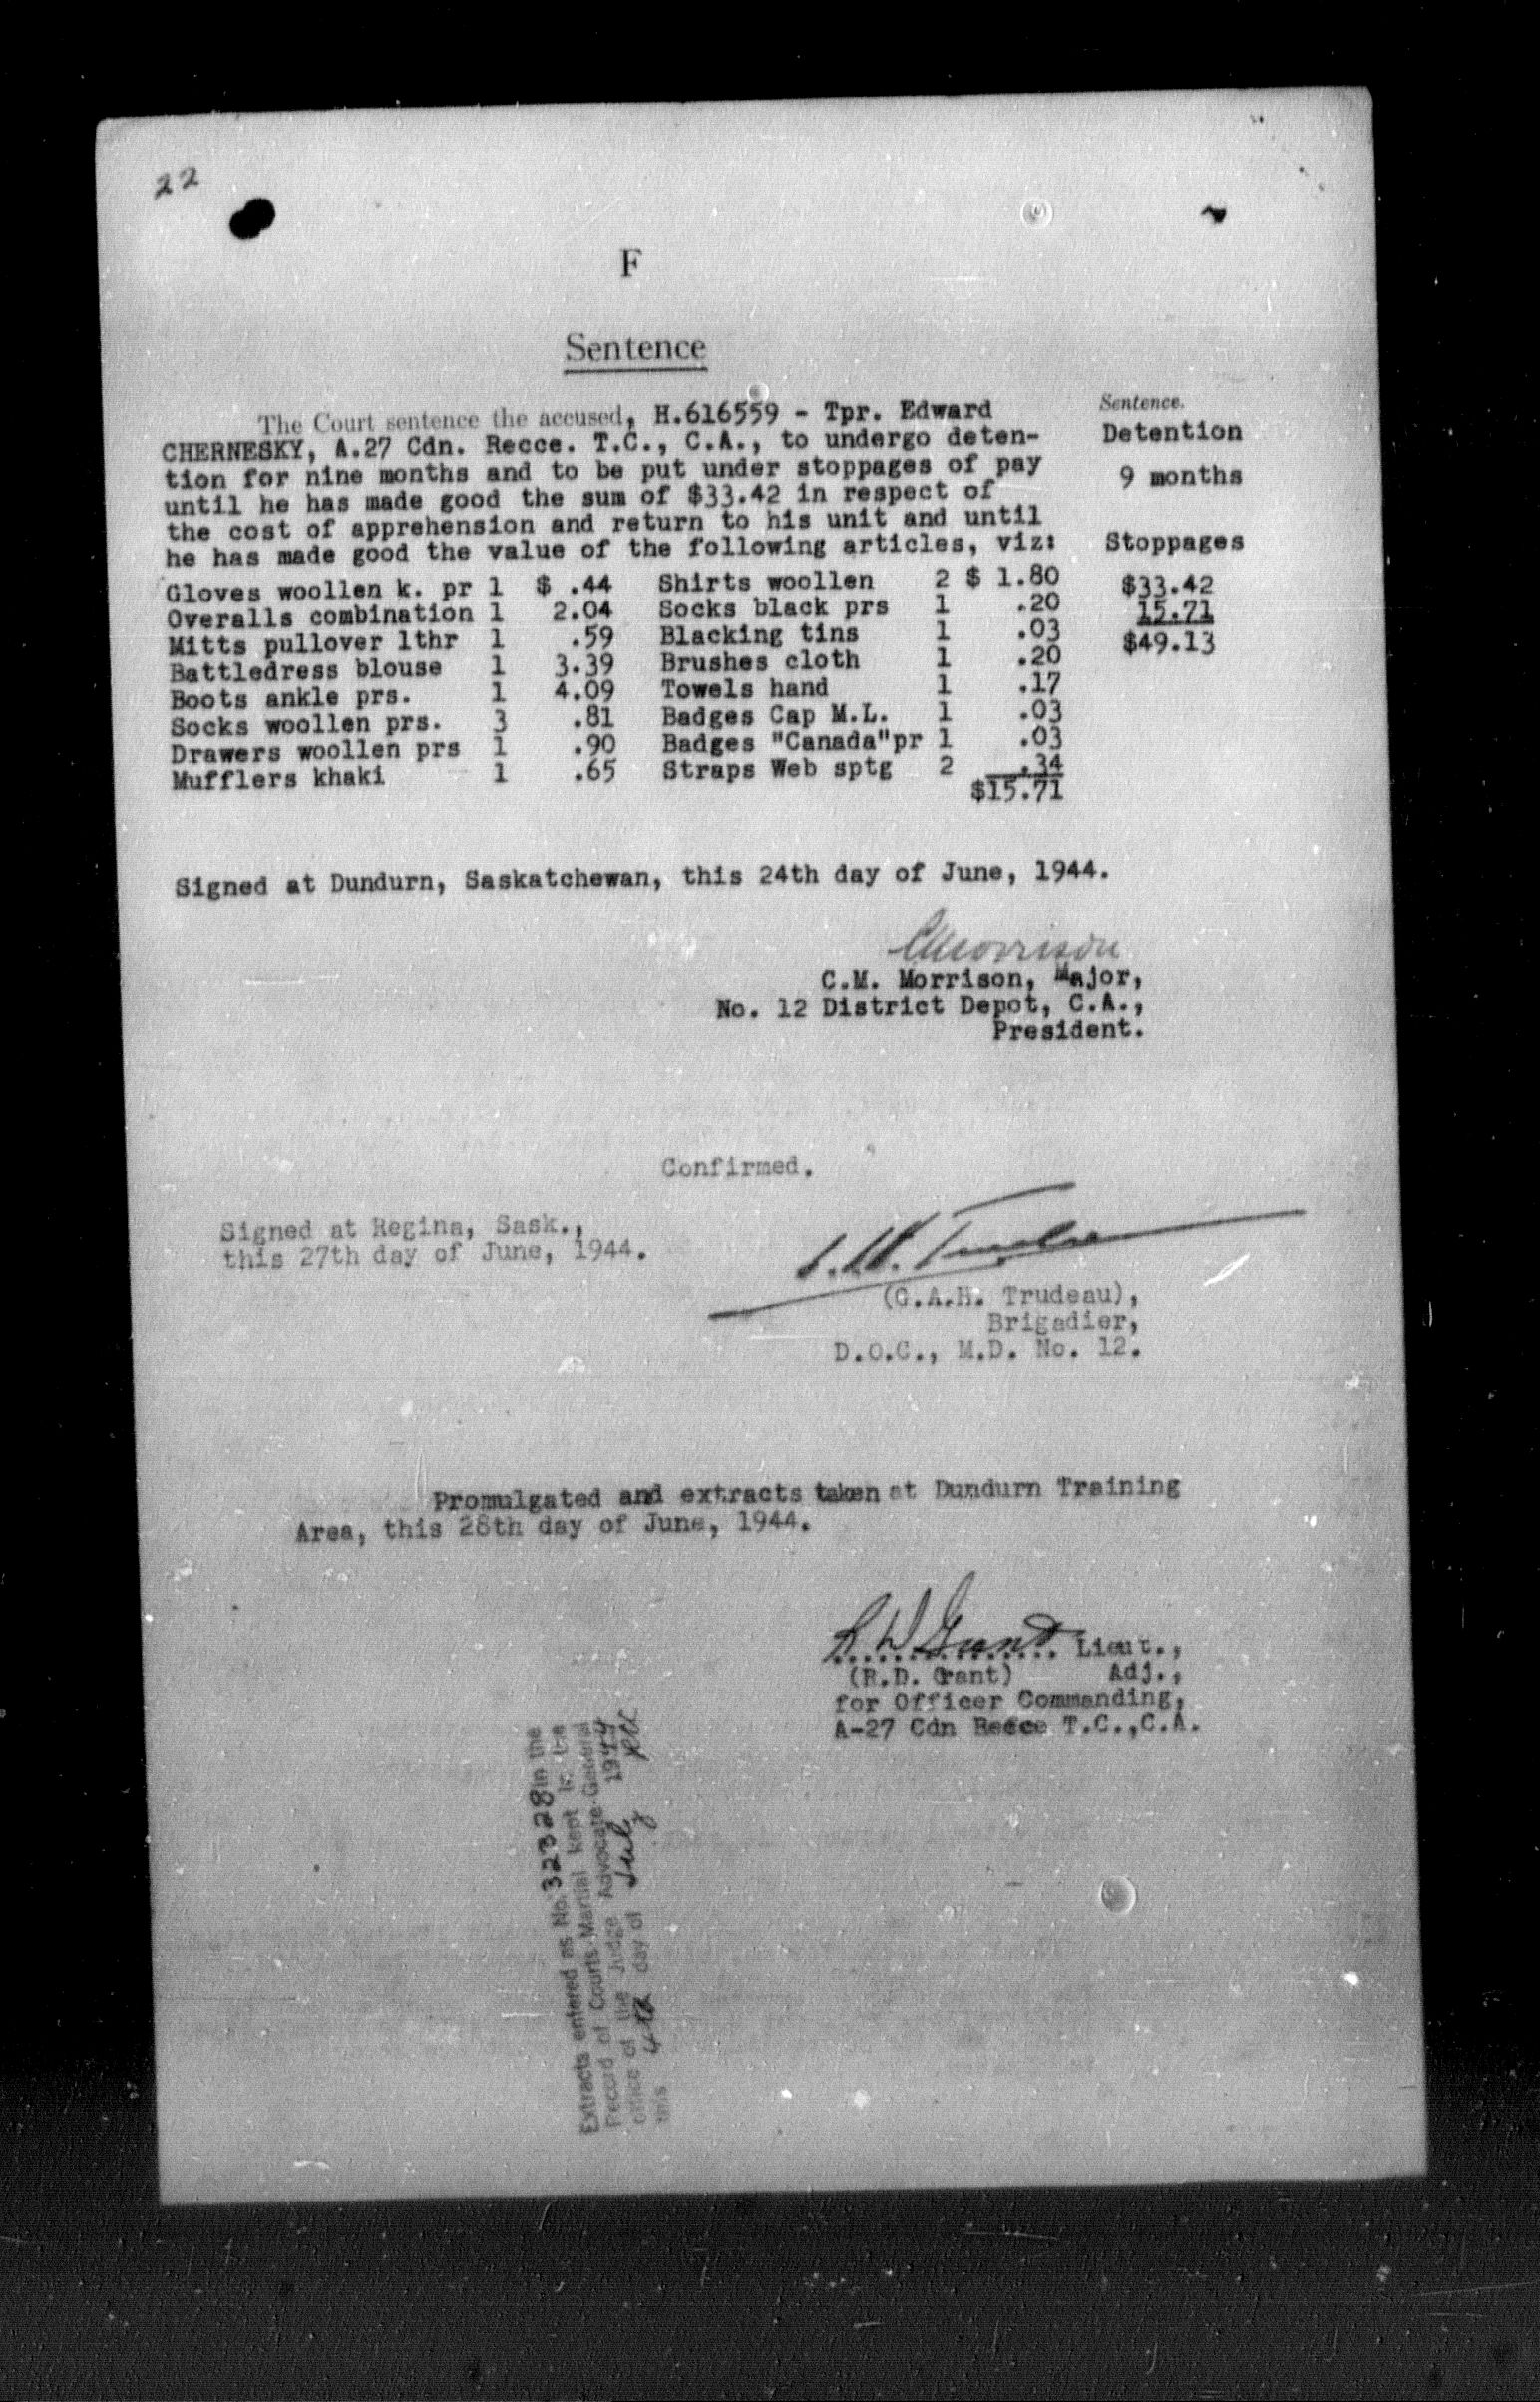 22
F
Sentence
The Court sentence the accused, H.616559 - Tpr. Edward
CHERNESKY, A.27 Cdn. Recce. T.C., C.A., to undergo deten-
tion for nine months and to be put under stoppages of pay
until he has made good the sum of $33.42 in respect of
the cost of apprehension and return to his unit and until
he has made good the value of the following articles, viz:
Sentence.
Detention
9 months
Stoppages
$33.42
15.71
$49.13
Gloves woollen k. pr 1 $ .44 Shirts woollen 2 $ 1.80
Overalls combination 1 2.04 Socks black prs 1 .20
Mitts pullover lthr 1 .59 Blacking tins 1 .03
Battledress blouse 1 3.39 Brushes cloth 1 .20
Boots ankle prs. 1 4.09 Towels hand 1 .17
Socks woollen prs. 3 .81 Badges Cap M.L. 1 .03
Drawers woollen prs 1 .90 Badges "Canada"pr 1 .03
Mufflers khaki 1 .65 Straps Web sptg 2 .34
$15.71
Signed at Dundurn, Saskatchewan, this 24th day of June, 1944.
CMorrison
C.M. Morrison, Major,
No. 12 District Depot, C.A.,
President.
Confirmed.
Signed at Regina, Sask.,
this 27th day of June, 1944.
(G.A.H. Trudeau),
Brigadier,
D.O.C., M.D. No. 12.
Promulgated and extracts taken at Dundurn Training
Area, this 28th day of June, 1944.
R D Grant Lieut.,
(R.D. Grant) Adj.,
for Officer Commanding,
A-27 Cdn Recce T.C.,C.A.
Extracts entered as No. 32328 in the
Record of Courts-Martial kept in the
office of the Judge Advocate-General
this 4th day of July 1944